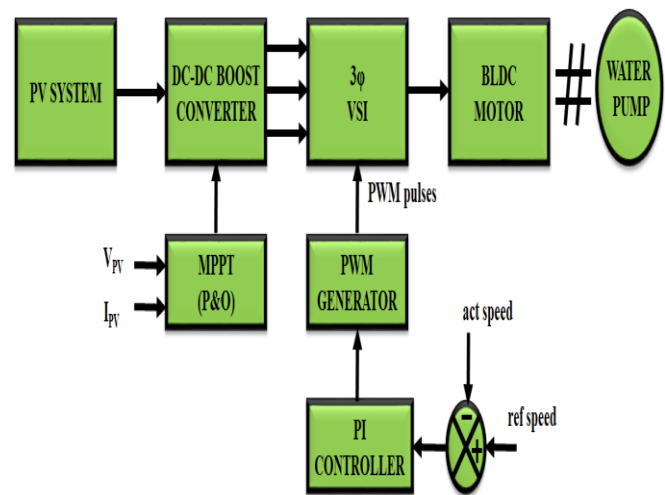 PV SYSTEM
DC-DC BOOST
CONVERTER
3φ
VSI
BLDC
MOTOR
WATER
PUMP
PWM pulses
VPV
IPV
MPPT
(P&O)
PWM
GENERATOR
act speed
ref speed
-
+
PI
CONTROLLER